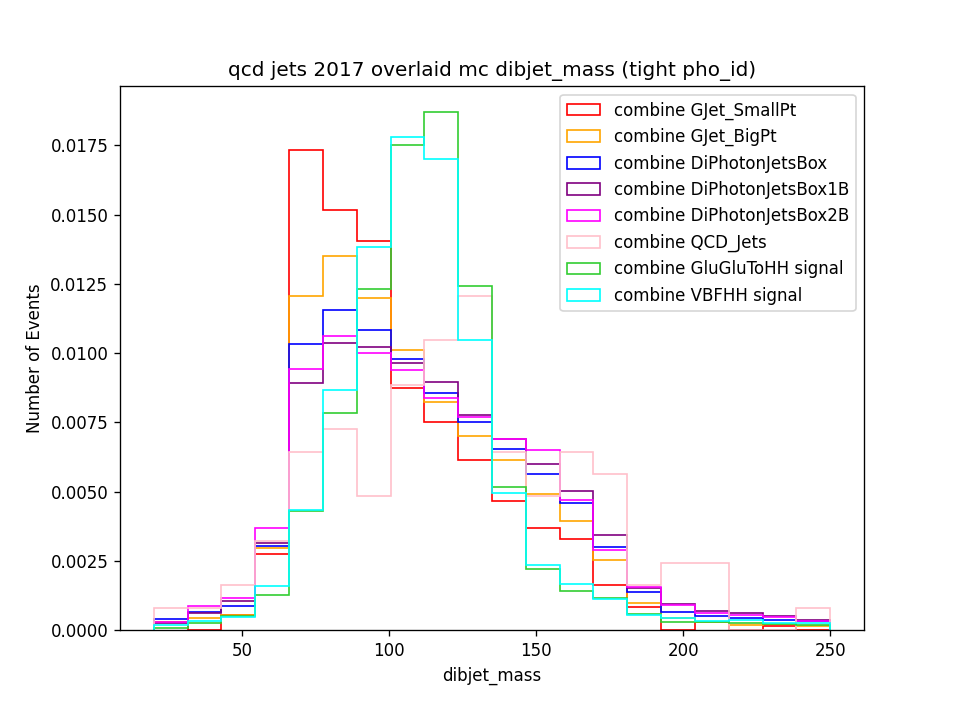 qcd jets 2017 overlaid mc dibjet_mass (tight pho_id)
combine GJet_SmallPt
combine GJet_BigPt
combine DiPhotonJetsBox
combine DiPhotonJetsBox1B
combine DiPhotonJetsBox2B
combine QCD_Jets
combine GluGluToHH signal
combine VBFHH signal
Number of Events
0.0175
0.0150
0.0125
0.0100
0.0075
0.0050
0.0025
0.0000
50 100 150 200 250
dibjet_mass